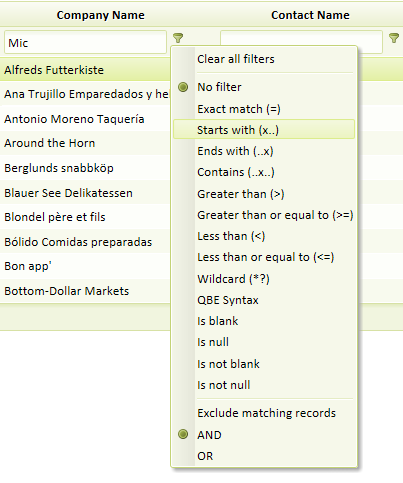 Company Name
Contact Name
Mic
Alfreds Futterkiste
Ana Trujillo Emparedados y he
Antonio Moreno Taquería
Around the Horn
Berglunds snabbköp
Blauer See Delikatessen
Blondel père et fils
Bólido Comidas preparadas
Bon app'
Bottom-Dollar Markets
Clear all filters
No filter
Exact match (=)
Starts with (x..)
Ends with (..x)
Contains (..x..)
Greater than (>)
Greater than or equal to (>=)
Less than (<)
Less than or equal to (<=)
Wildcard (*?)
QBE Syntax
Is blank
Is null
Is not blank
Is not null
Exclude matching records
AND
OR